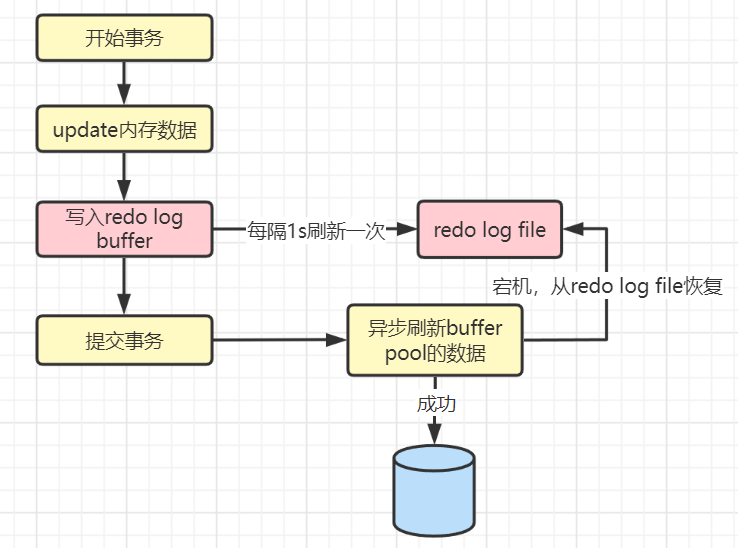 开始事务
update内存数据
写入redo log
buffer
每隔1s刷新一次
redo log file
宕机，从redo log file恢复
提交事务
异步刷新buffer
pool的数据
成功